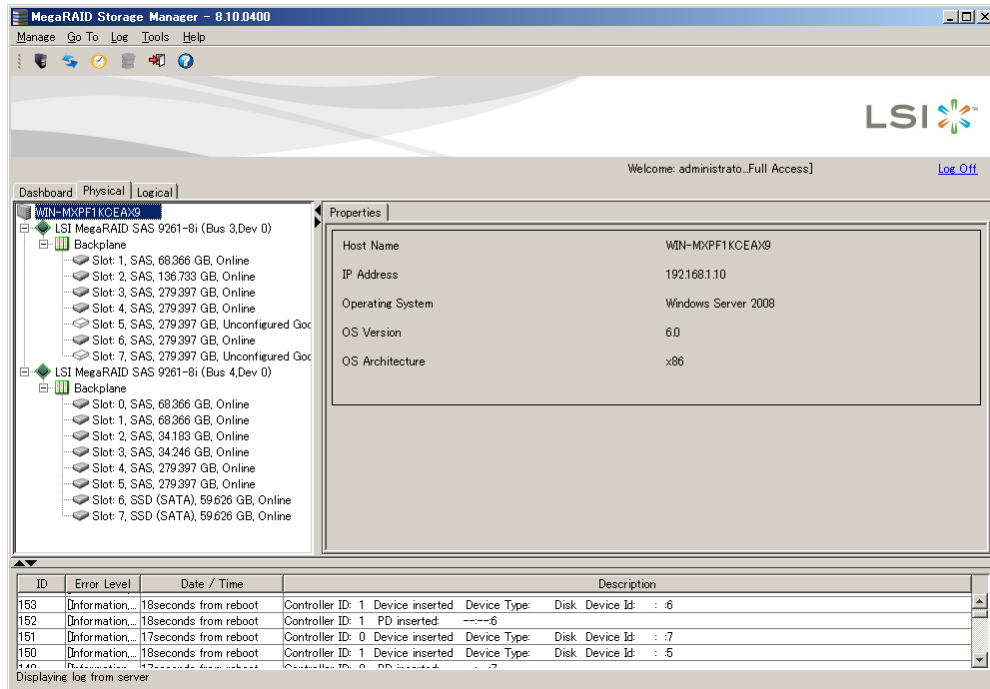 MegaRAID Storage Manager - 8.10.0400
Manage Go To Log Tools Help
LSI
Welcome: administrato...Full Access]
Log Off
Dashboard Physical Logical
WIN-MXPF1KCEAX9
LSI MegaRAID SAS 9261-8i (Bus 3,Dev 0)
Backplane
Slot: 1, SAS, 68.366 GB, Online
Slot: 2, SAS, 136.733 GB, Online
Slot: 3, SAS, 279.397 GB, Online
Slot: 4, SAS, 279.397 GB, Online
Slot: 5, SAS, 279.397 GB, Unconfigured Goo
Slot: 6, SAS, 279.397 GB, Online
Slot: 7, SAS, 279.397 GB, Unconfigured Goo
LSI MegaRAID SAS 9261-8i (Bus 4,Dev 0)
Backplane
Slot: 0, SAS, 68.366 GB, Online
Slot: 1, SAS, 68.366 GB, Online
Slot: 2, SAS, 34.183 GB, Online
Slot: 3, SAS, 34.246 GB, Online
Slot: 4, SAS, 279.397 GB, Online
Slot: 5, SAS, 279.397 GB, Online
Slot: 6, SSD (SATA), 59.626 GB, Online
Slot: 7, SSD (SATA), 59.626 GB, Online
Properties
Host Name WIN-MXPF1KCEAX9
IP Address 192.168.1.10
Operating System Windows Server 2008
OS Version 6.0
OS Architecture x86
ID Error Level Date / Time Description
153 [Information,... 18seconds from reboot Controller ID: 1 Device inserted Device Type: Disk Device Id: : :6
152 [Information,... 18seconds from reboot Controller ID: 1 PD inserted: --:--:6
151 [Information,... 17seconds from reboot Controller ID: 0 Device inserted Device Type: Disk Device Id: : :7
150 [Information,... 18seconds from reboot Controller ID: 1 Device inserted Device Type: Disk Device Id: : :5
Displaying log from server